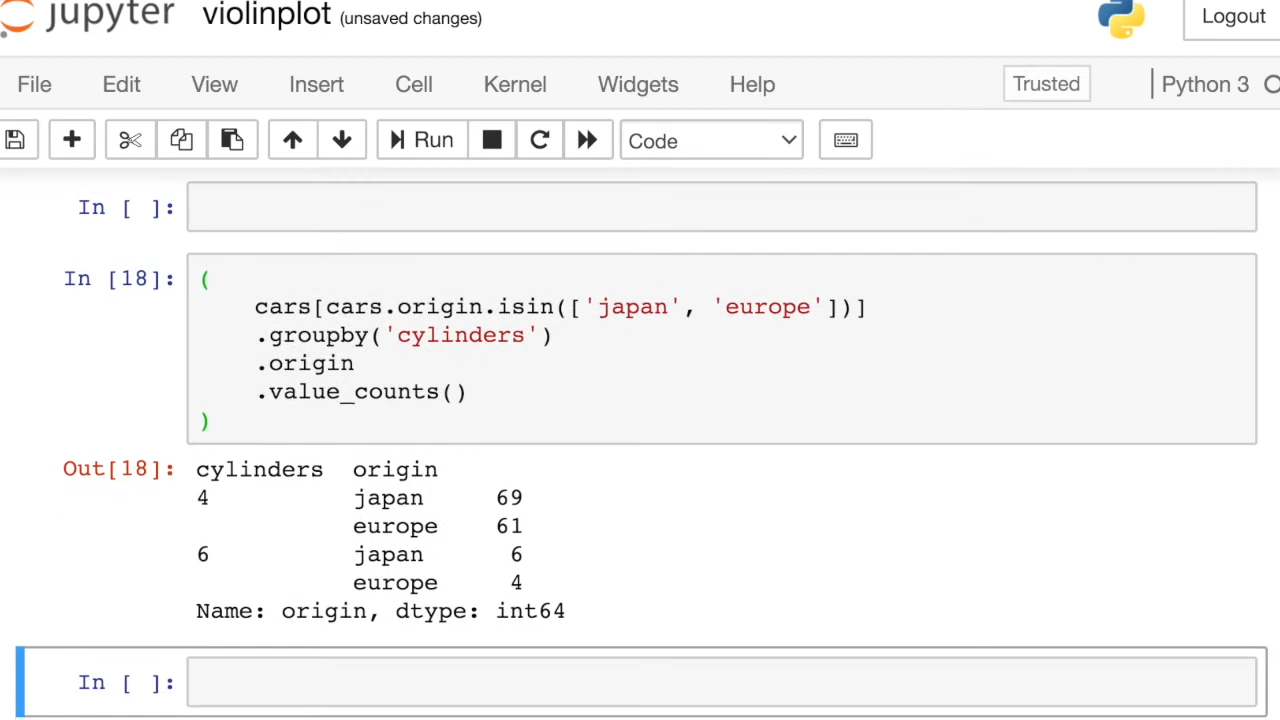 jupyter violinplot (unsaved changes) Logout
File Edit View Insert Cell Kernel Widgets Help Trusted Python 3
Run Code
In [ ]:
In [18]: (
cars[cars.origin.isin(['japan', 'europe'])]
.groupby('cylinders')
.origin
.value_counts()
)
Out[18]: cylinders origin
4 japan 69
europe 61
6 japan 6
europe 4
Name: origin, dtype: int64
In [ ]: